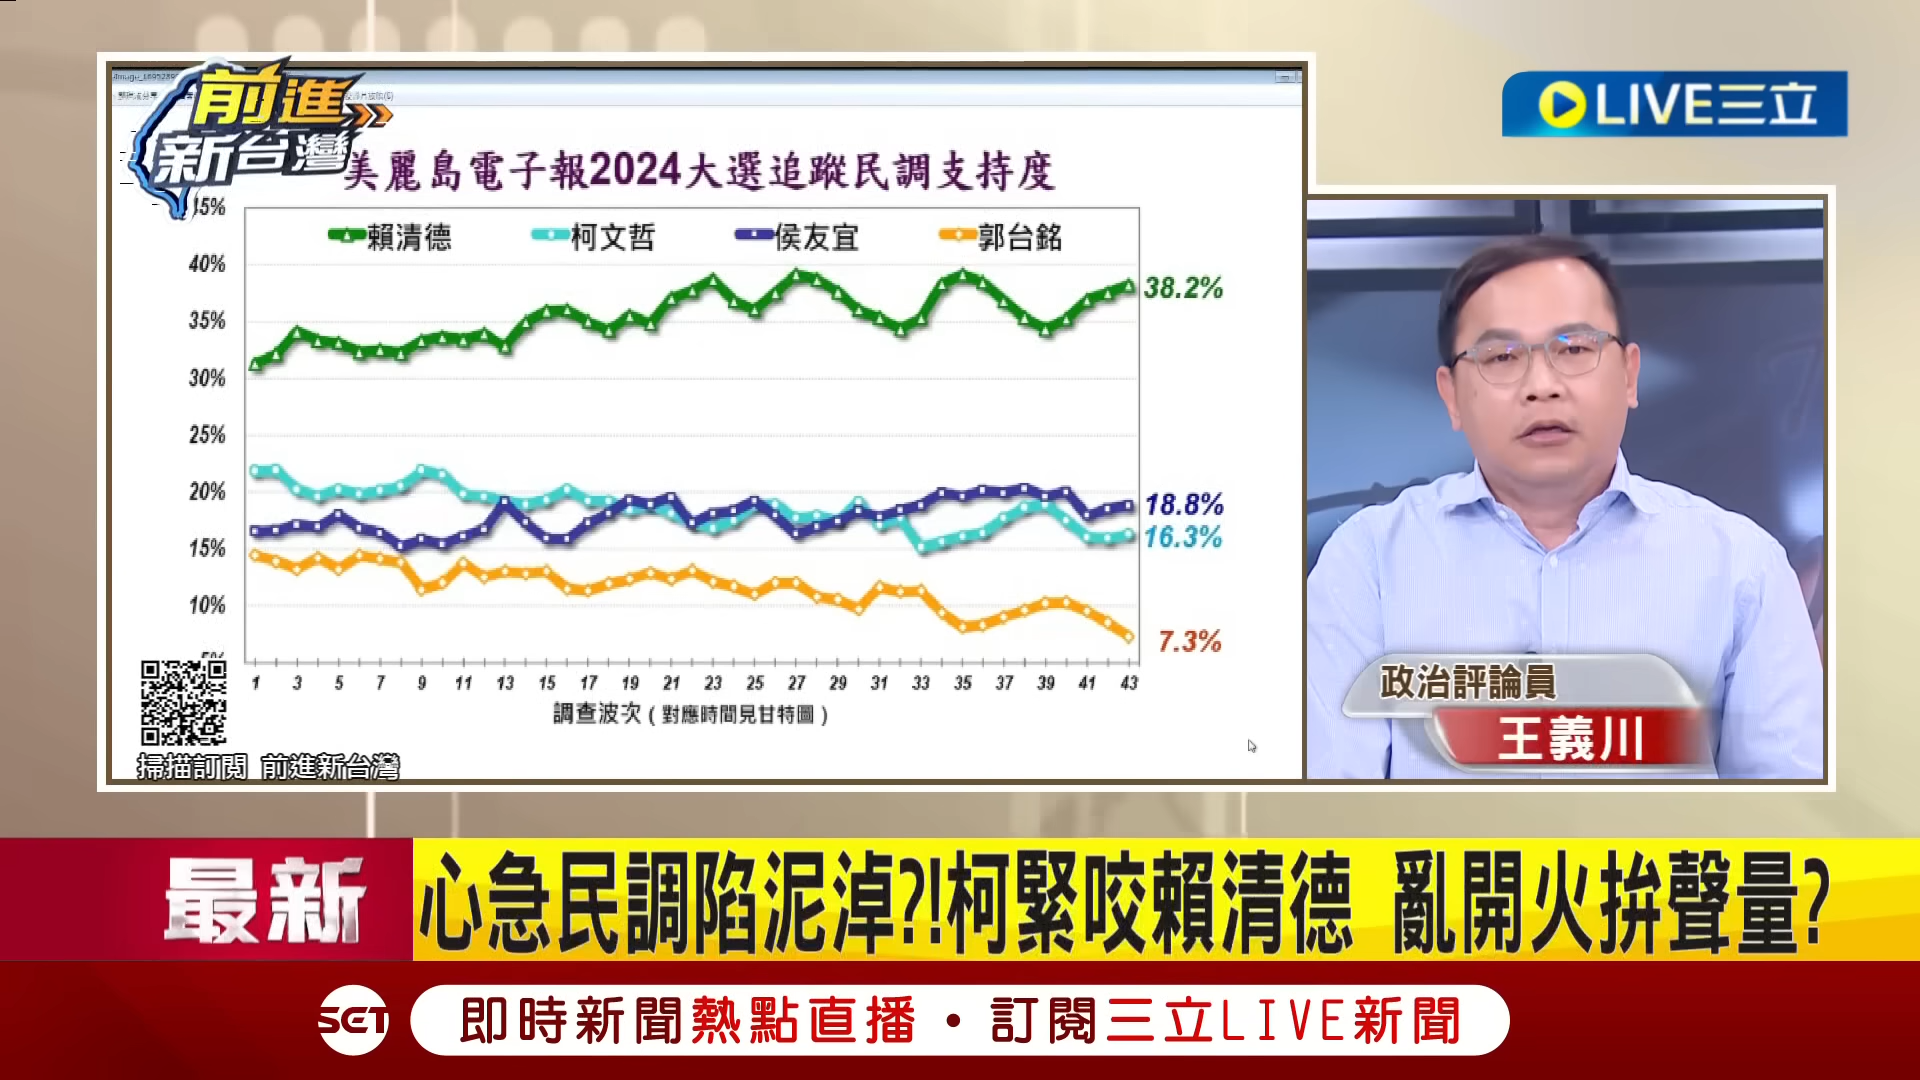 前進
新台灣
LIVE三立
美麗島電子報2024大選追蹤民調支持度
賴清德 柯文哲 侯友宜 郭台銘
45%
40%
35%
30%
25%
20%
15%
10%
5%
38.2%
18.8%
16.3%
7.3%
1 3 5 7 9 11 13 15 17 19 21 23 25 27 29 31 33 35 37 39 41 43
調查波次(對應時間見甘特圖)
掃描訂閱 前進新台灣
政治評論員
王義川
最新
心急民調陷泥淖?!柯緊咬賴清德 亂開火拚聲量?
SET
即時新聞熱點直播・訂閱三立LIVE新聞